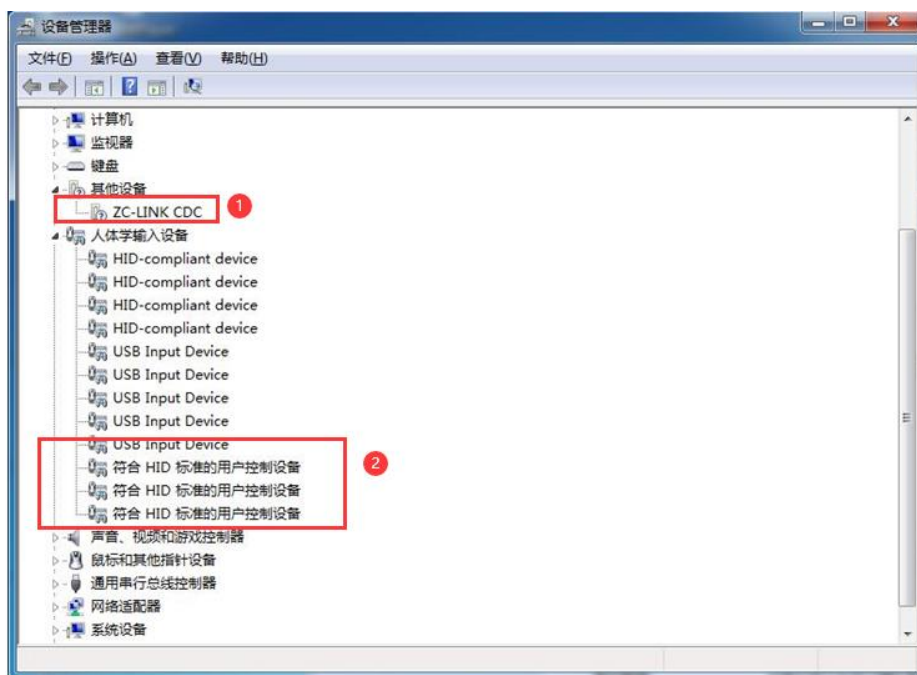 设备管理器
文件(F) 操作(A) 查看(V) 帮助(H)
计算机
监视器
键盘
其他设备
ZC-LINK CDC 1
人体学输入设备
HID-compliant device
HID-compliant device
HID-compliant device
HID-compliant device
USB Input Device
USB Input Device
USB Input Device
USB Input Device
USB Input Device
符合 HID 标准的用户控制设备 2
符合 HID 标准的用户控制设备
符合 HID 标准的用户控制设备
声音、视频和游戏控制器
鼠标和其他指针设备
通用串行总线控制器
网络适配器
系统设备